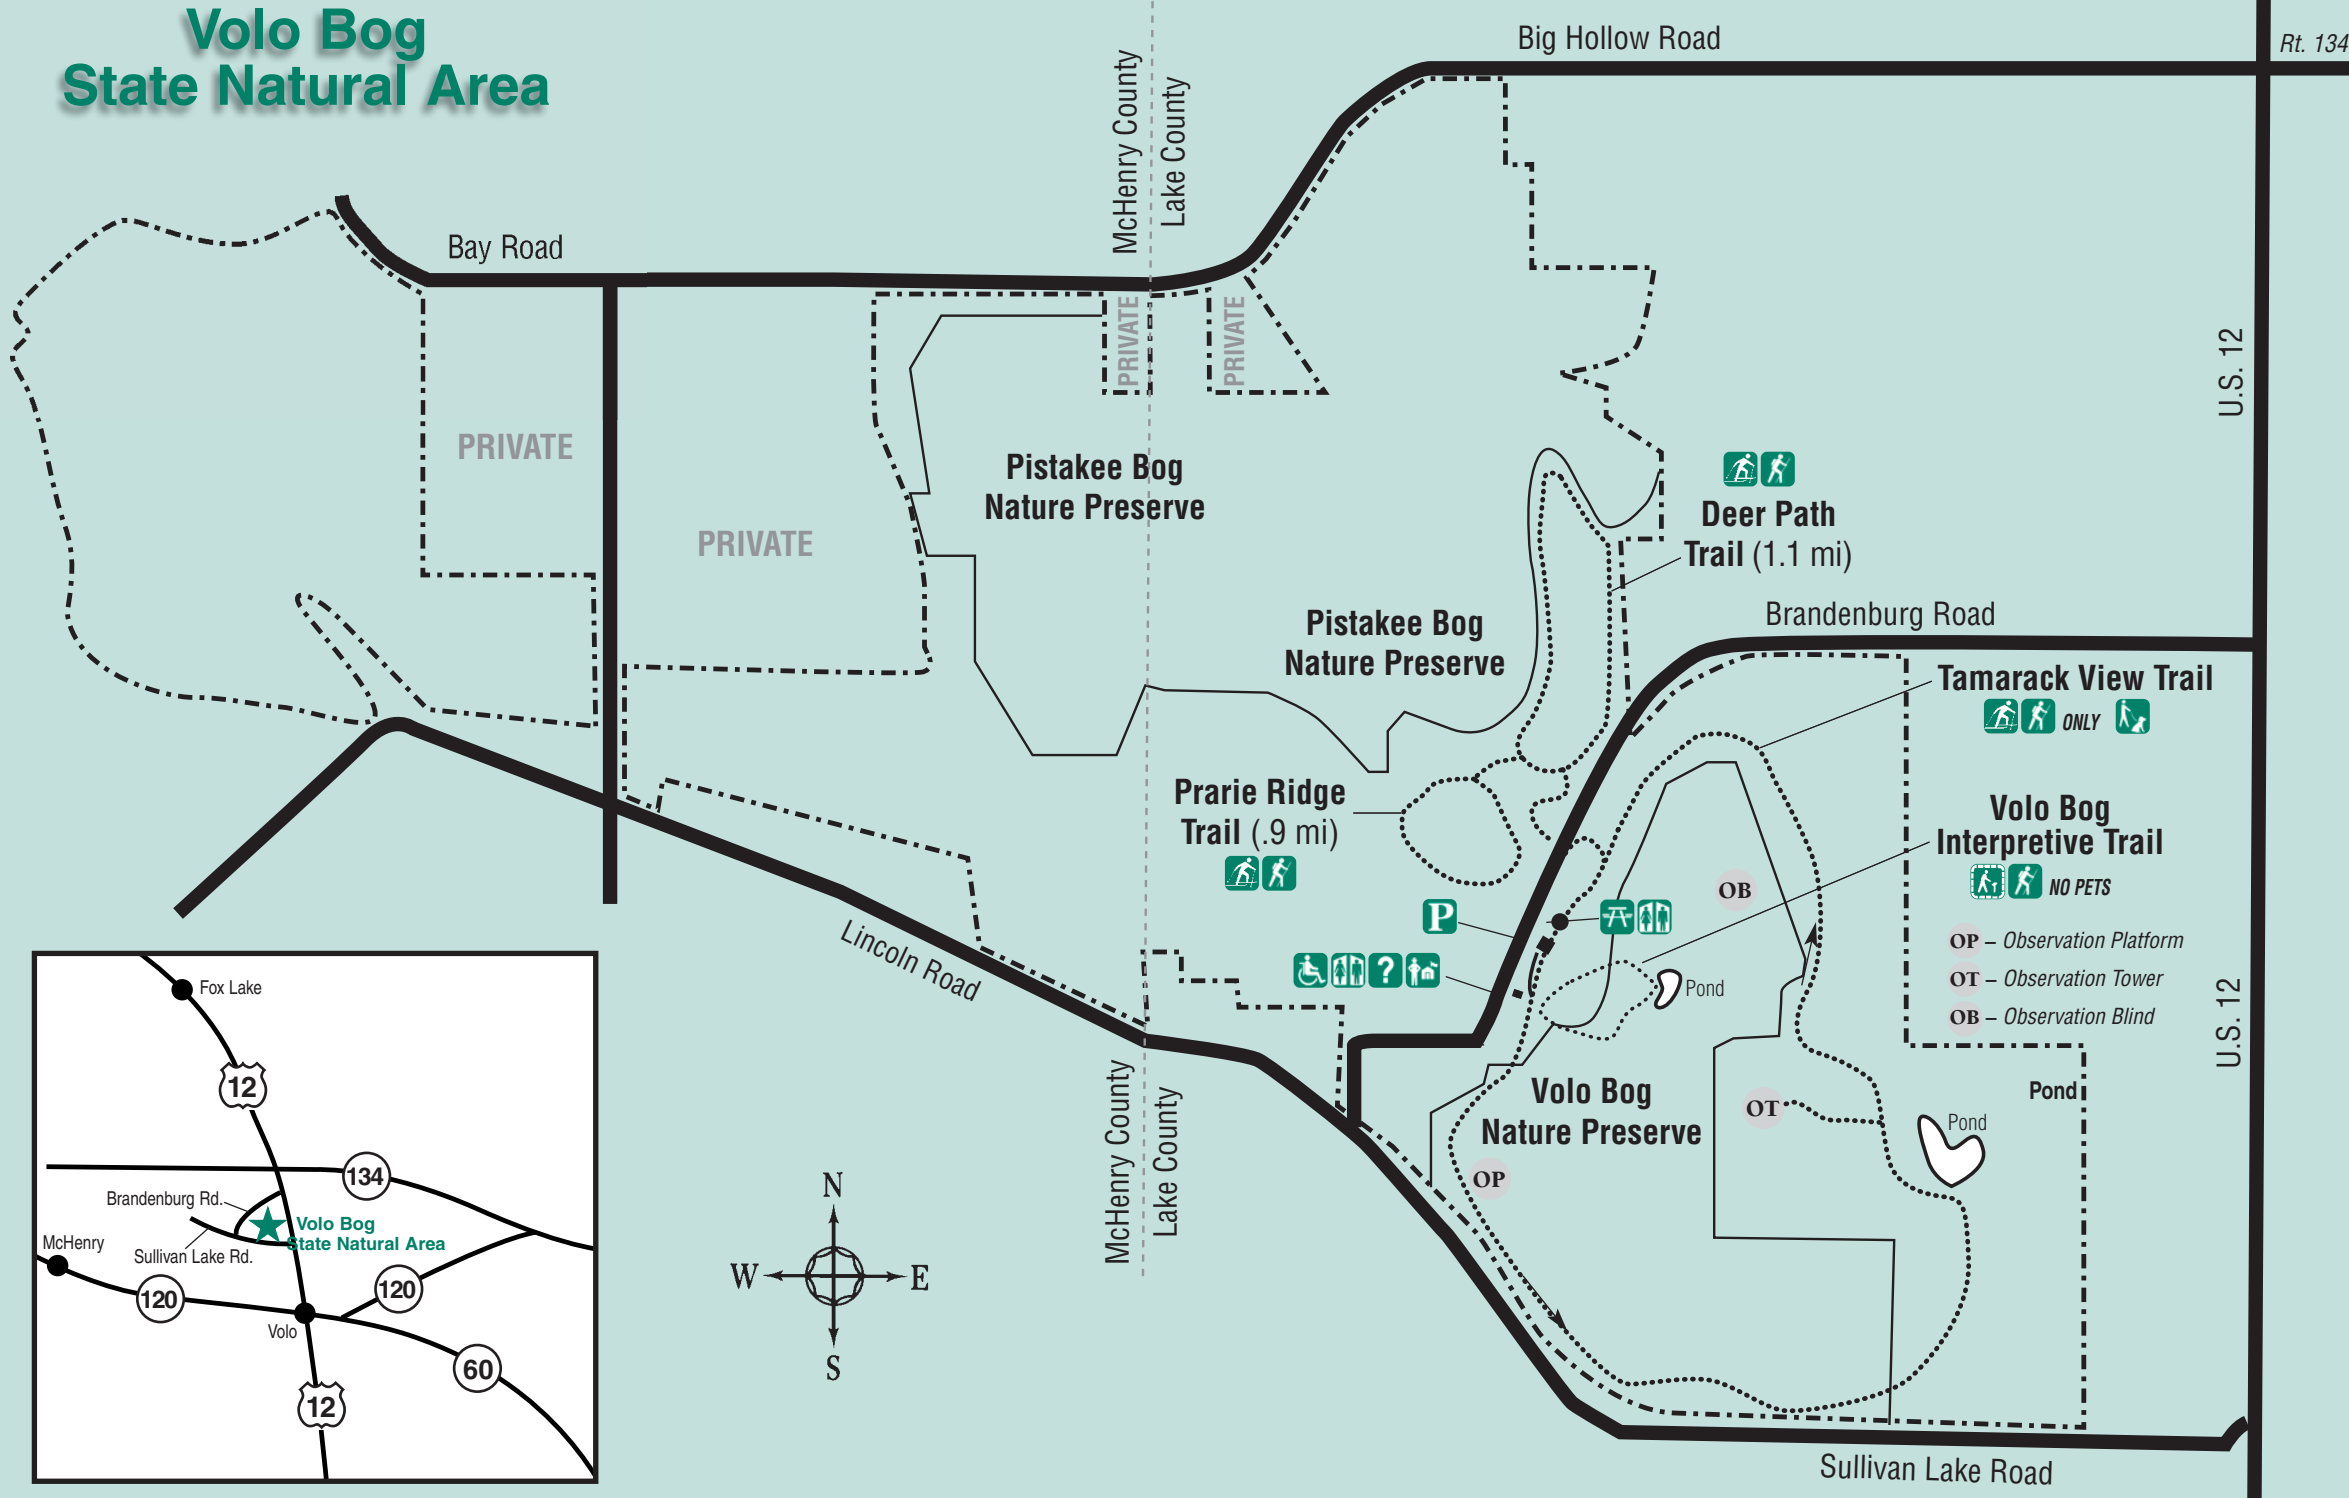 Volo Bog
State Natural Area
Big Hollow Road
Rt. 134
McHenry County
Lake County
Bay Road
PRIVATE
PRIVATE
U.S. 12
PRIVATE
PRIVATE
Pistakee Bog
Nature Preserve
Deer Path
Trail (1.1 mi)
Pistakee Bog
Nature Preserve
Brandenburg Road
Tamarack View Trail
ONLY
Prarie Ridge
Trail (.9 mi)
Volo Bog
Interpretive Trail
NO PETS
OB
P
?
Pond
OP – Observation Platform
OT – Observation Tower
OB – Observation Blind
Lincoln Road
U.S. 12
McHenry County
Lake County
Volo Bog
Nature Preserve
Pond
OT
Pond
OP
N
W
E
S
Sullivan Lake Road
Fox Lake
12
134
Brandenburg Rd.
Volo Bog
State Natural Area
McHenry
Sullivan Lake Rd.
120
120
Volo
60
12